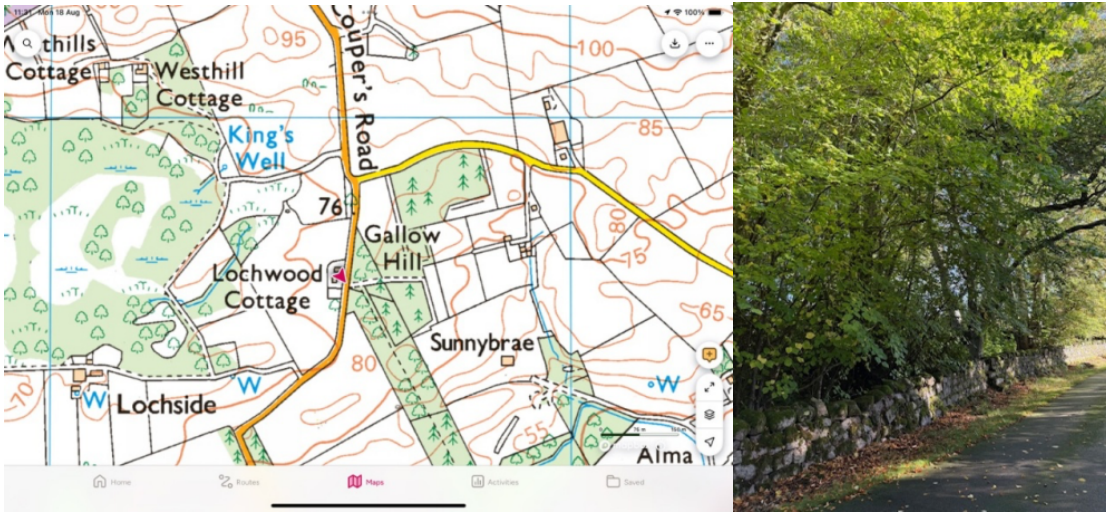 11:31 Mon 18 Aug
100%
95
100
Westhill
Cottage
Cottage
Couper's Road
King's
Well
85
76
80
75
Gallow
Hill
Lochwood
Cottage
65
Sunnybrae
80
W
W
W
70
Lochside
55
Alma
Home
Routes
Maps
Activities
Saved